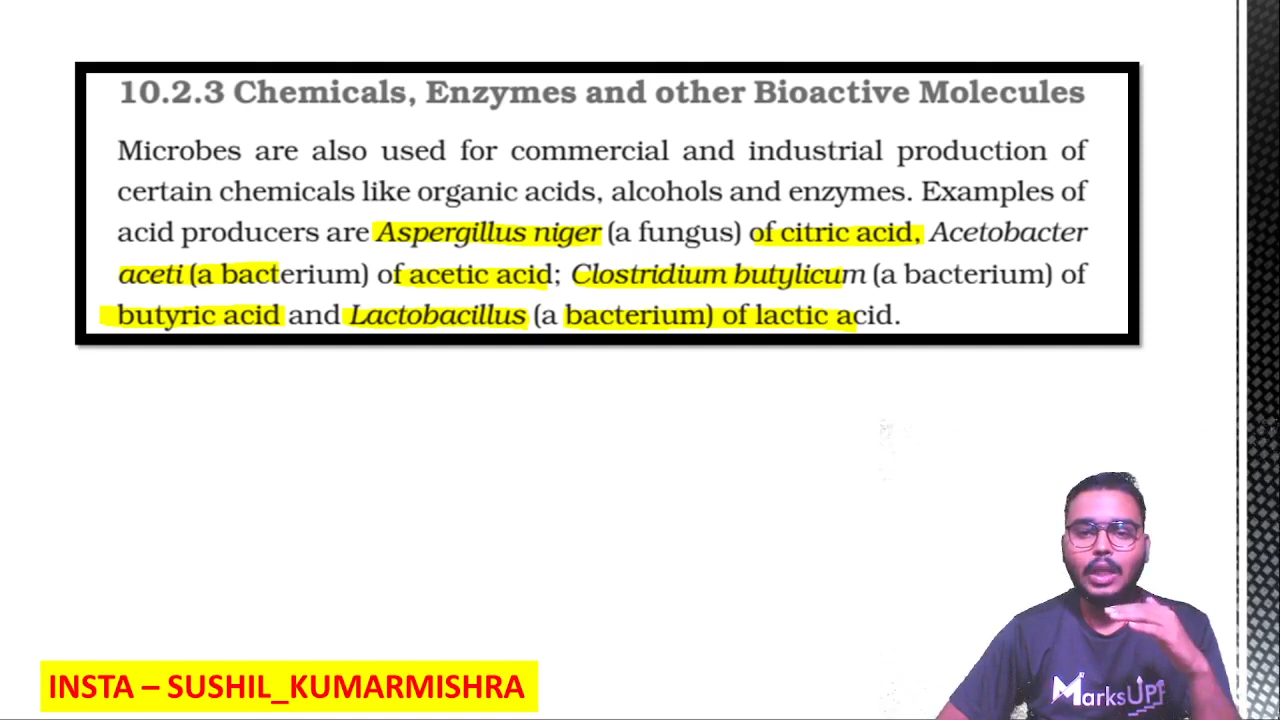 10.2.3 Chemicals, Enzymes and other Bioactive Molecules
Microbes are also used for commercial and industrial production of
certain chemicals like organic acids, alcohols and enzymes. Examples of
acid producers are Aspergillus niger (a fungus) of citric acid, Acetobacter
aceti (a bacterium) of acetic acid; Clostridium butylicum (a bacterium) of
butyric acid and Lactobacillus (a bacterium) of lactic acid.
MarksUP
INSTA – SUSHIL_KUMARMISHRA